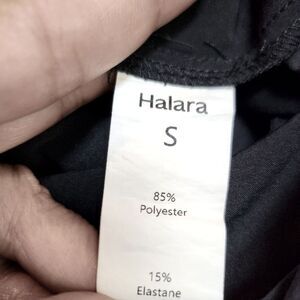 Halara
S
85%
Polyester
15%
Elastane